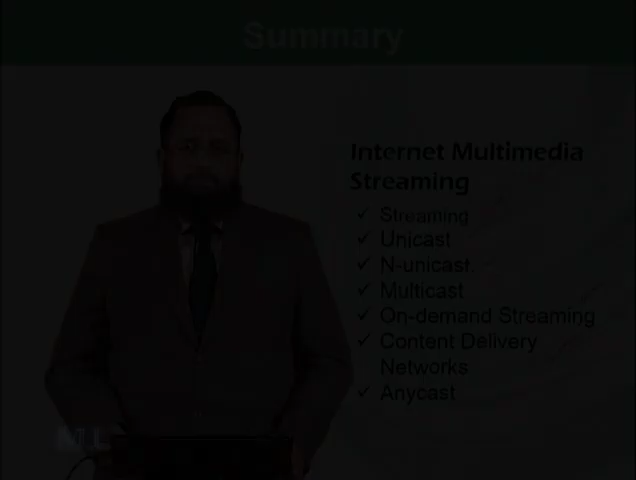 Summary
Internet Multimedia
Streaming
✓ Streaming
✓ Unicast
✓ N-unicast.
✓ Multicast
✓ On-demand Streaming
✓ Content Delivery
Networks
✓ Anycast